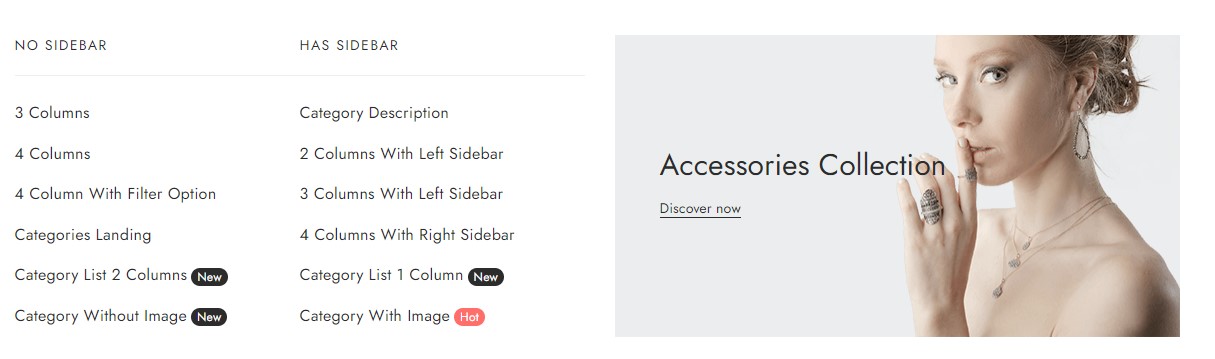 NO SIDEBAR
3 Columns
4 Columns
4 Column With Filter Option
Categories Landing
Category List 2 Columns New
Category Without Image New
HAS SIDEBAR
Category Description
2 Columns With Left Sidebar
3 Columns With Left Sidebar
4 Columns With Right Sidebar
Category List 1 Column New
Category With Image Hot
Accessories Collection
Discover now